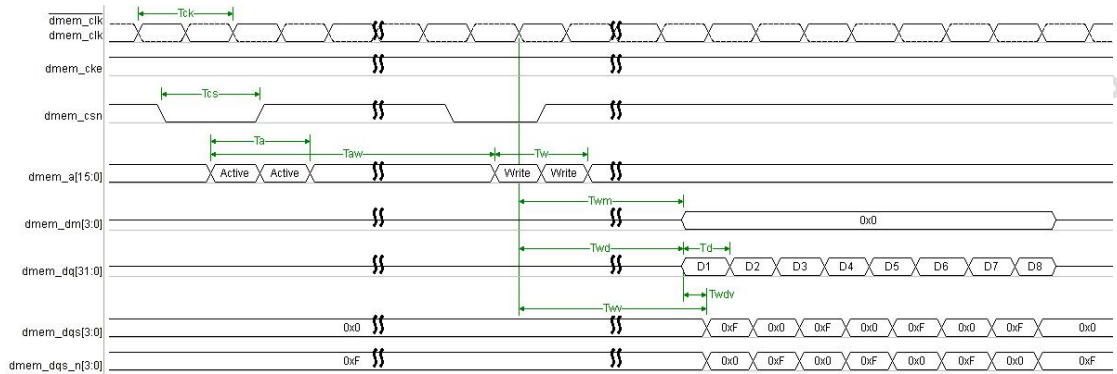 dmem_clk
Tck
dmem_clk
dmem_cke
Tcs
dmem_csn
Ta
Taw
Tw
dmem_a[15:0]
Active Active Write Write
Twm
dmem_dm[3:0]
0x0
Twd Td
dmem_dq[31:0]
D1 D2 D3 D4 D5 D6 D7 D8
Twdv
Twv
dmem_dqs[3:0]
0x0 0xF 0x0 0xF 0x0 0xF 0x0 0xF 0x0
dmem_dqs_n[3:0]
0xF 0x0 0xF 0x0 0xF 0x0 0xF 0x0 0xF